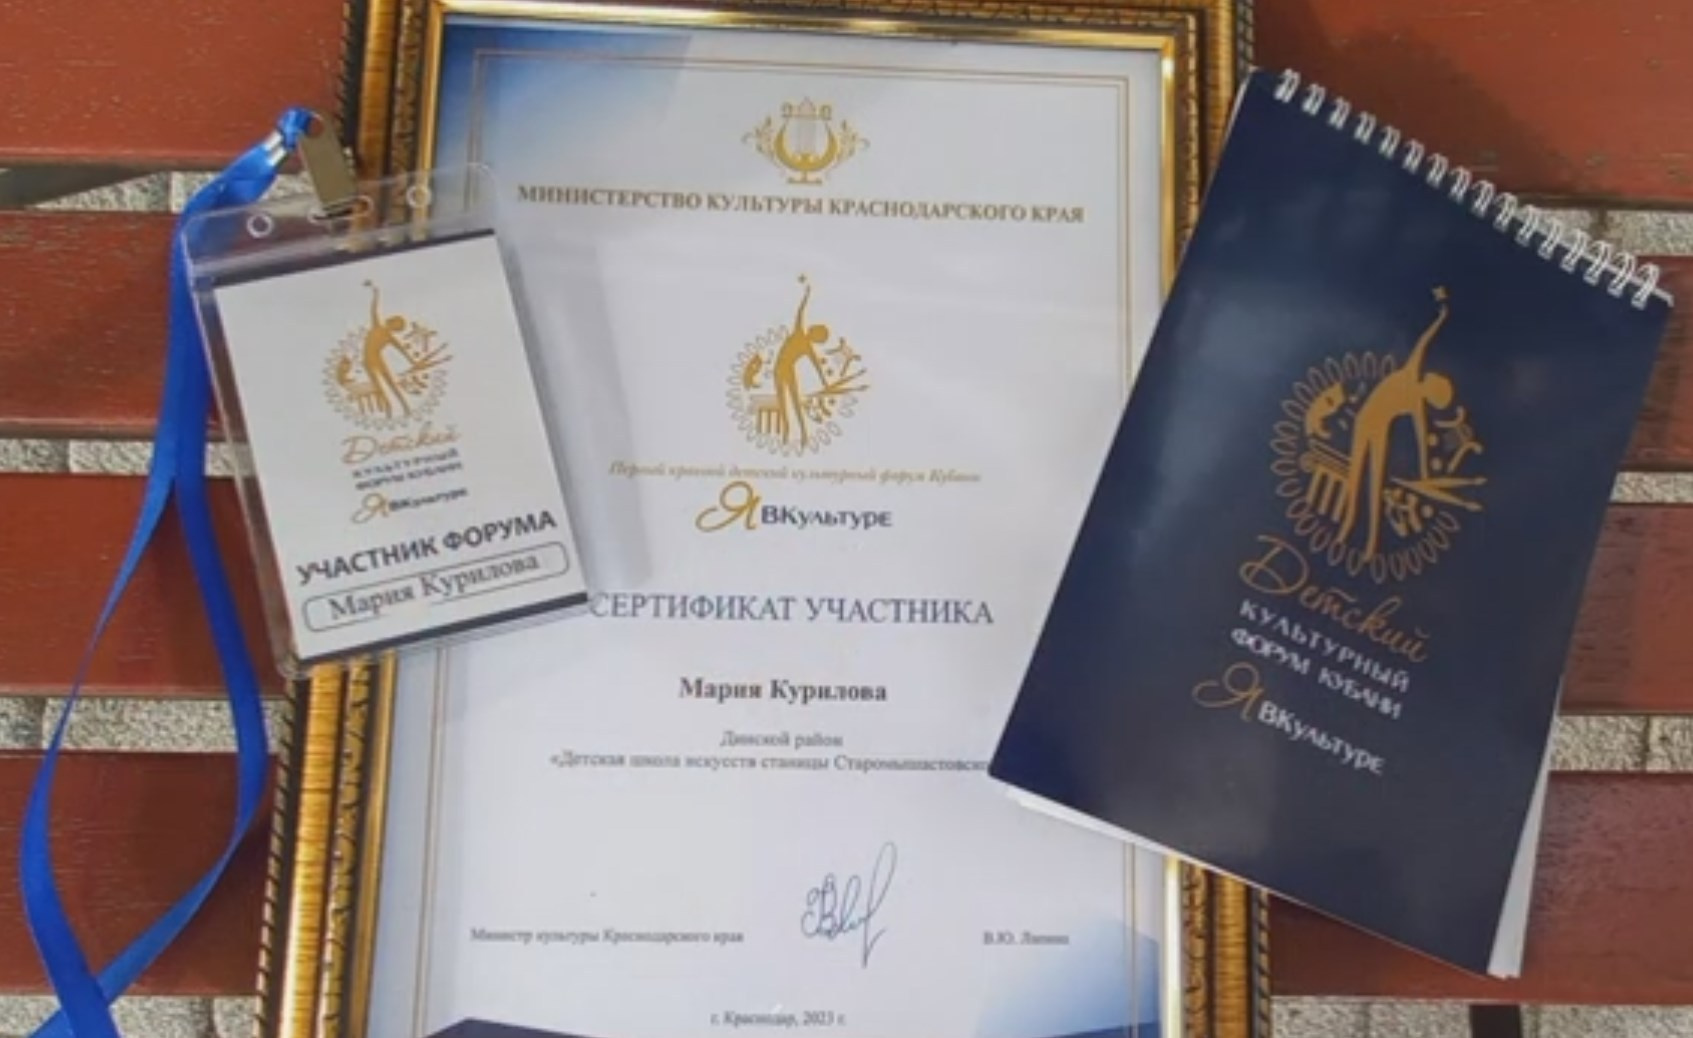 Детский
КУЛЬТУРНЫЙ
ФОРУМ КУБАНИ
ЯВКультуре
УЧАСТНИК ФОРУМА
Мария Курилова
МИНИСТЕРСТВО КУЛЬТУРЫ КРАСНОДАРСКОГО КРАЯ
Первый краевой детский культурный форум Кубани
ЯВКультуре
СЕРТИФИКАТ УЧАСТНИКА
Мария Курилова
Динской район
«Детская школа искусств станицы Старомышастовско
Министр культуры Краснодарского края
В.Ю. Лапина
г. Краснодар, 2023 г.
Детский
КУЛЬТУРНЫЙ
ФОРУМ КУБАНИ
ЯВКультуре